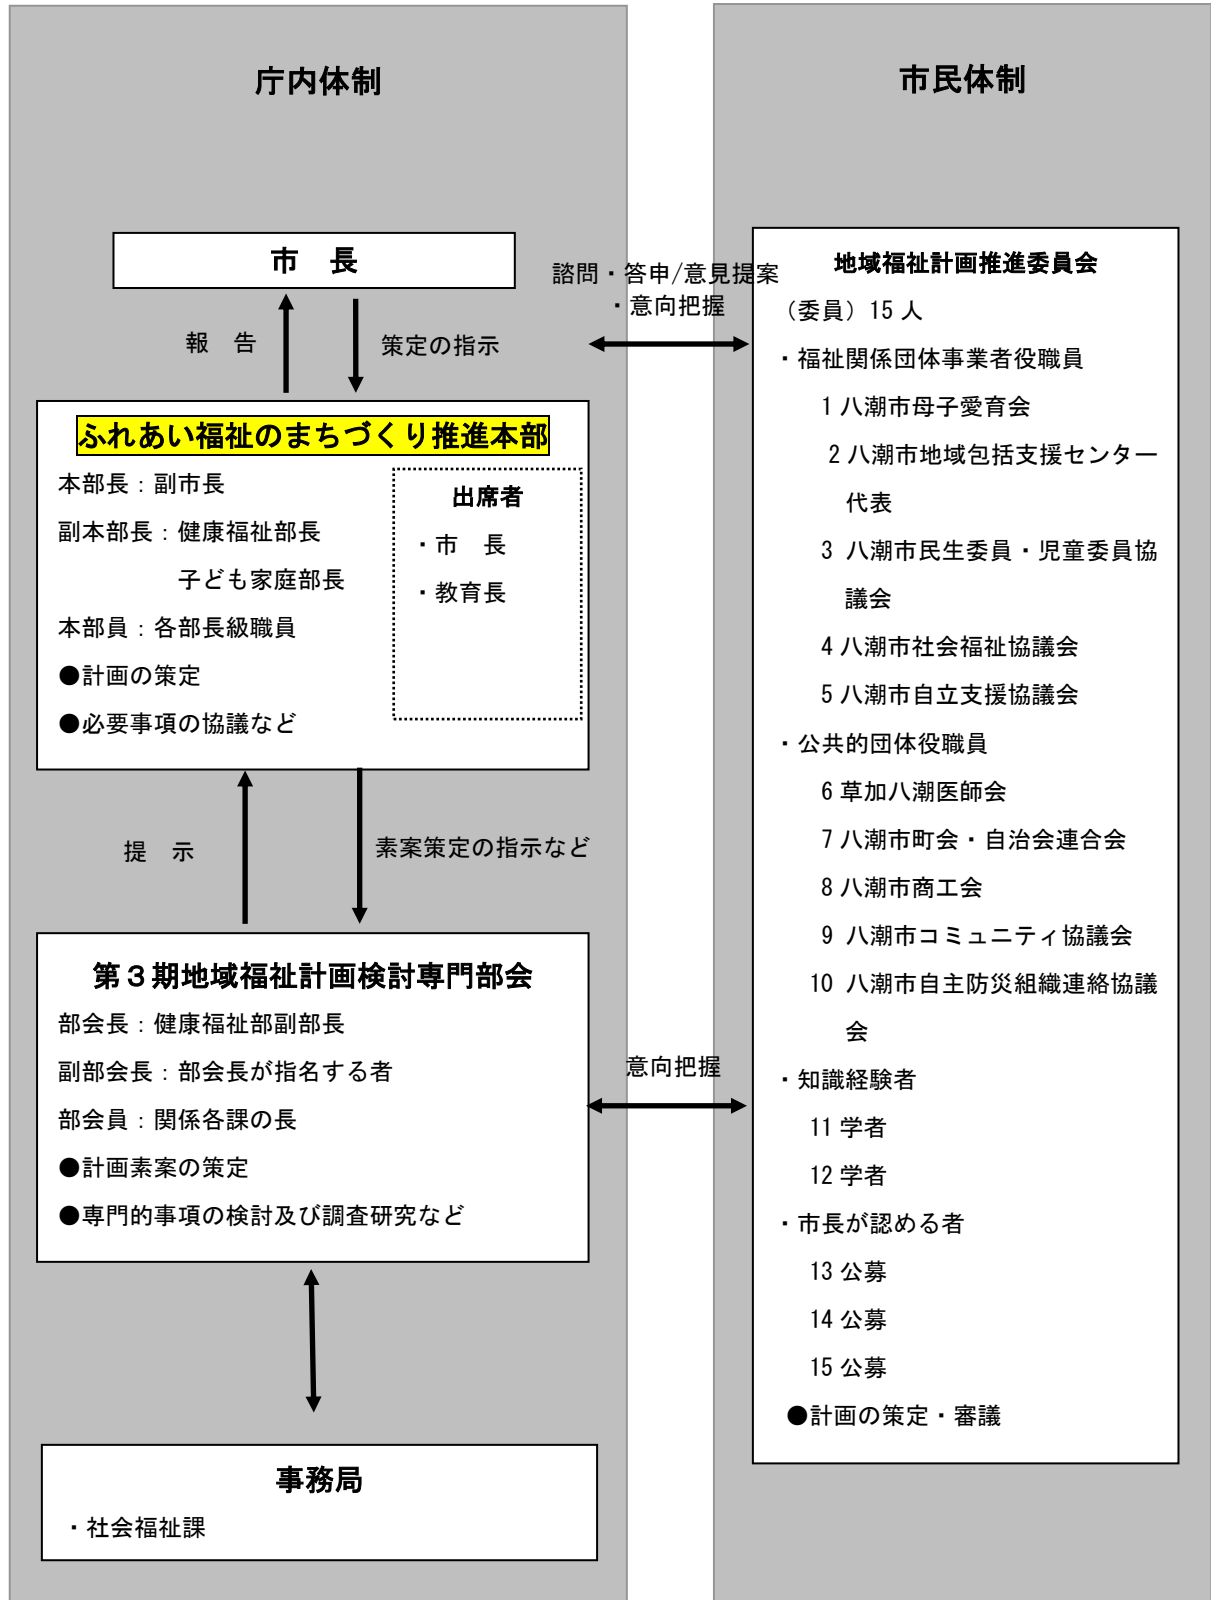 庁内体制
市　長
報　告
策定の指示
ふれあい福祉のまちづくり推進本部
本部長：副市長
副本部長：健康福祉部長
子ども家庭部長
本部員：各部長級職員
●計画の策定
●必要事項の協議など
出席者
・市　長
・教育長
提　示
素案策定の指示など
第３期地域福祉計画検討専門部会
部会長：健康福祉部副部長
副部会長：部会長が指名する者
部会員：関係各課の長
●計画素案の策定
●専門的事項の検討及び調査研究など
事務局
・社会福祉課
諮問・答申/意見提案
・意向把握
意向把握
市民体制
地域福祉計画推進委員会
（委員）15 人
・福祉関係団体事業者役職員
1 八潮市母子愛育会
2 八潮市地域包括支援センター
代表
3 八潮市民生委員・児童委員協
議会
4 八潮市社会福祉協議会
5 八潮市自立支援協議会
・公共的団体役職員
6 草加八潮医師会
7 八潮市町会・自治会連合会
8 八潮市商工会
9 八潮市コミュニティ協議会
10 八潮市自主防災組織連絡協議
会
・知識経験者
11 学者
12 学者
・市長が認める者
13 公募
14 公募
15 公募
●計画の策定・審議